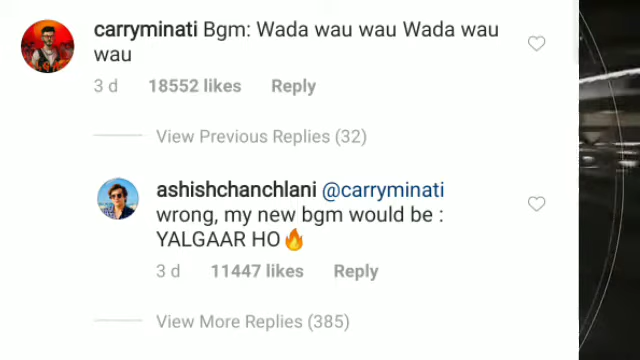 carryminati Bgm: Wada wau wau Wada wau
wau
3 d 18552 likes Reply
View Previous Replies (32)
ashishchanchlani @carryminati
wrong, my new bgm would be :
YALGAAR HO🔥
3 d 11447 likes Reply
View More Replies (385)